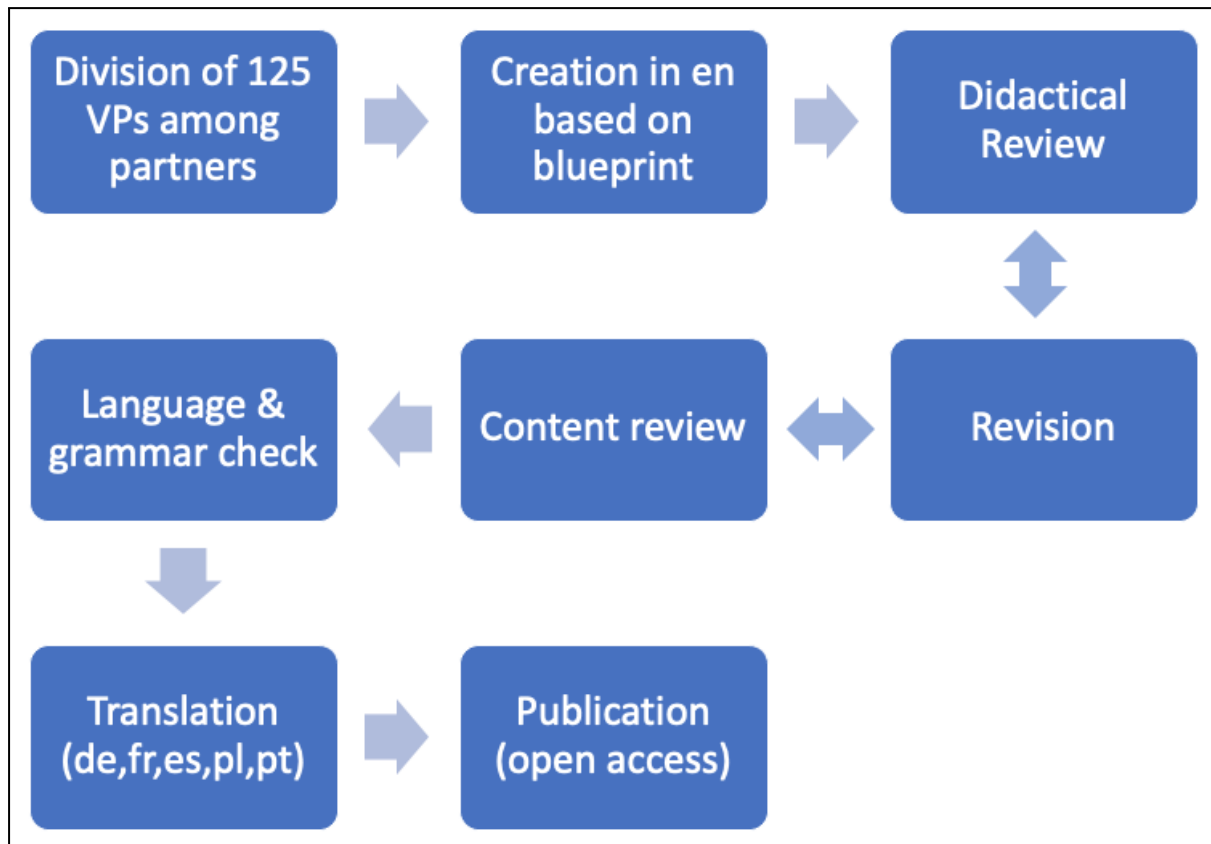 Division of 125
VPs among
partners
Creation in en
based on
blueprint
Didactical
Review
Revision
Content review
Language &
grammar check
Translation
(de,fr,es,pl,pt)
Publication
(open access)